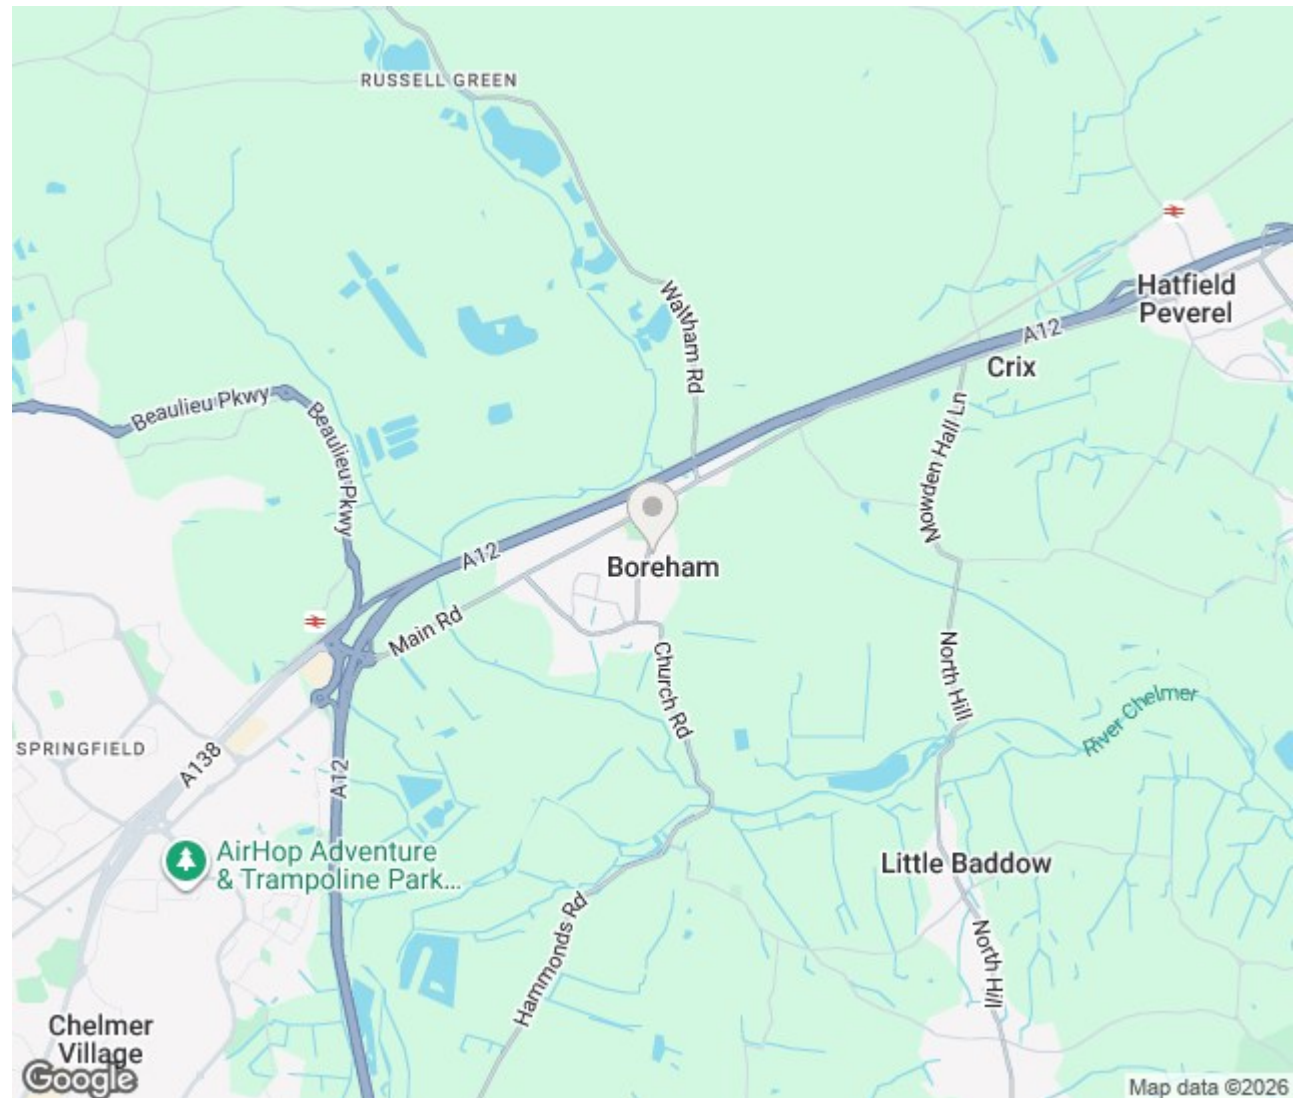 RUSSELL GREEN
Waltham Rd
Hatfield
Peverel
A12
Crix
Beaulieu Pkwy
Beaulieu Pkwy
Mowden Hall Ln
A12
Boreham
Main Rd
Church Rd
North Hill
River Chelmer
SPRINGFIELD
A138
A12
AirHop Adventure
& Trampoline Park...
Little Baddow
Hammonds Rd
North Hill
Chelmer
Village
Google
Map data ©2026